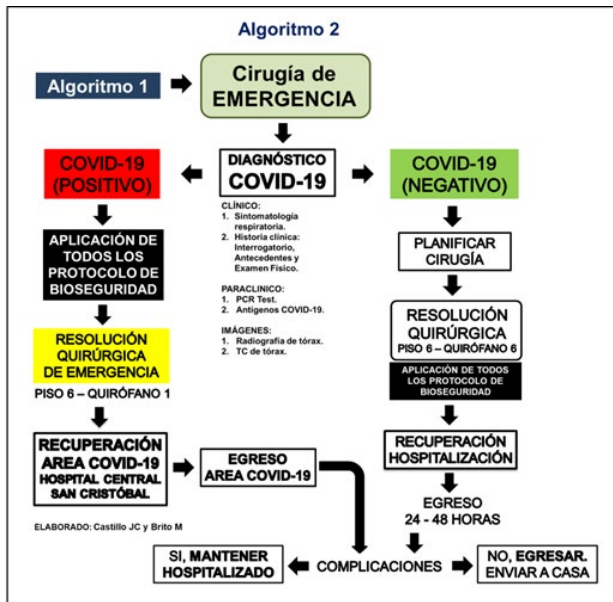 Algoritmo 2
Algoritmo 1
Cirugía de
EMERGENCIA
COVID-19
(POSITIVO)
DIAGNÓSTICO
COVID-19
COVID-19
(NEGATIVO)
CLÍNICO:
1. Sintomatología
respiratoria.
2. Historia clínica:
Interrogatorio,
Antecedentes y
Examen Físico.
PARACLINICO:
1. PCR Test.
2. Antígenos COVID-19.
IMÁGENES:
1. Radiografía de tórax.
2. TC de tórax.
APLICACIÓN DE
TODOS LOS
PROTOCOLO DE
BIOSEGURIDAD
RESOLUCIÓN
QUIRÚRGICA
DE EMERGENCIA
PISO 6 – QUIRÓFANO 1
RECUPERACIÓN
AREA COVID-19
HOSPITAL CENTRAL
SAN CRISTÓBAL
EGRESO
AREA COVID-19
PLANIFICAR
CIRUGÍA
RESOLUCIÓN
QUIRÚRGICA
PISO 6 – QUIRÓFANO 6
APLICACIÓN DE TODOS
LOS PROTOCOLO DE
BIOSEGURIDAD
RECUPERACIÓN
HOSPITALIZACIÓN
EGRESO
24 - 48 HORAS
ELABORADO: Castillo JC y Brito M
SI, MANTENER
HOSPITALIZADO
COMPLICACIONES
NO, EGRESAR.
ENVIAR A CASA